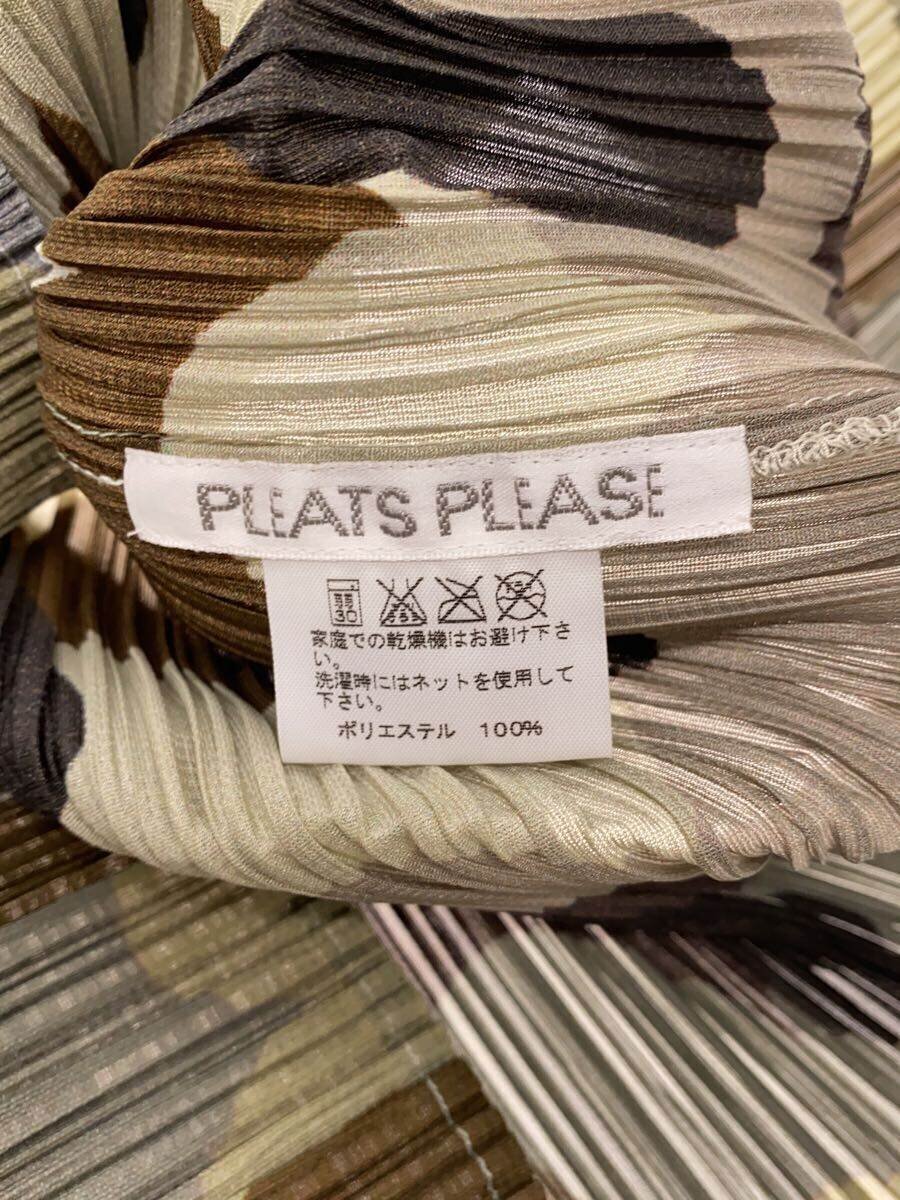 PLEATS PLEASE
30
家庭での乾燥機はお避け下さ
い。
洗濯時にはネットを使用して
下さい。
ポリエステル 100%